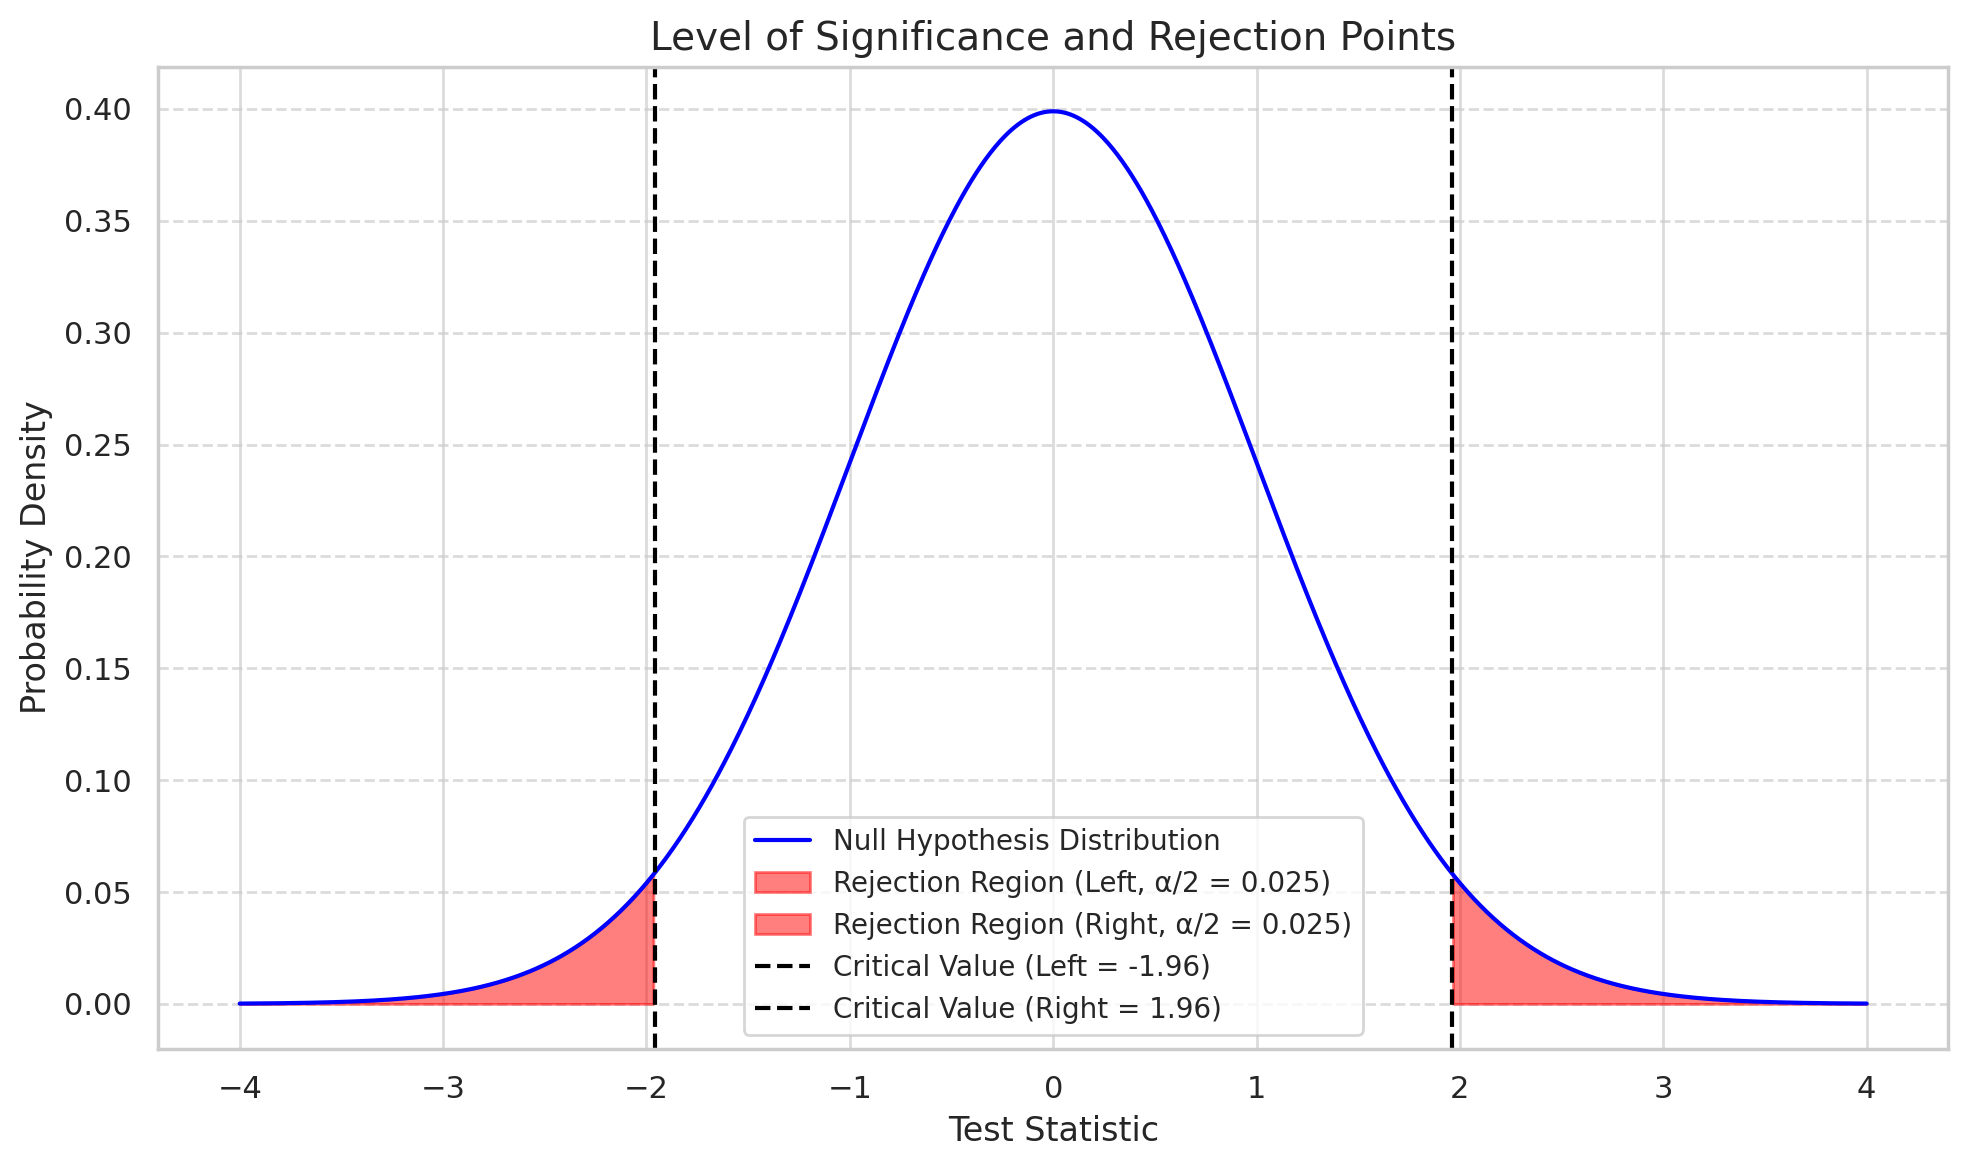 Level of Significance and Rejection Points
Probability Density
0.40
0.35
0.30
0.25
0.20
0.15
0.10
0.05
0.00
Null Hypothesis Distribution
Rejection Region (Left, α/2 = 0.025)
Rejection Region (Right, α/2 = 0.025)
Critical Value (Left = -1.96)
Critical Value (Right = 1.96)
−4 −3 −2 −1 0 1 2 3 4
Test Statistic